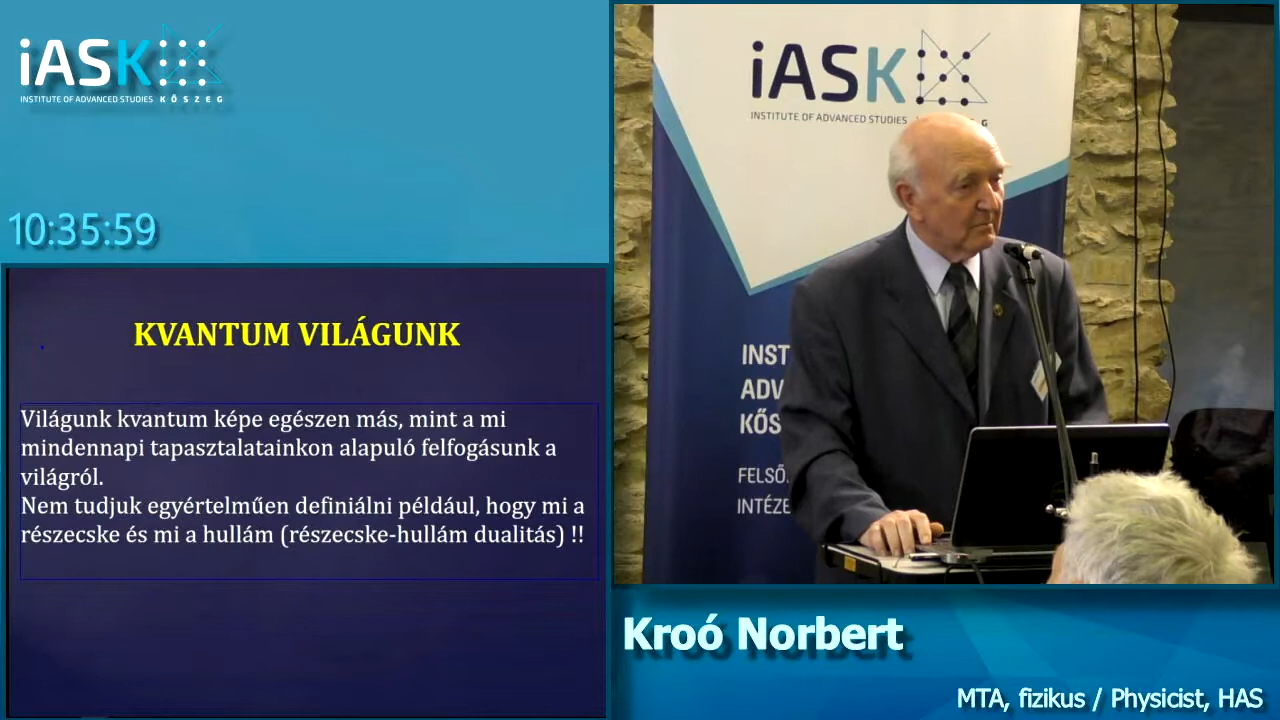 iASK
INSTITUTE OF ADVANCED STUDIES KŐSZEG
10:35:59
KVANTUM VILÁGUNK
Világunk kvantum képe egészen más, mint a mi
mindennapi tapasztalatainkon alapuló felfogásunk a
világról.
Nem tudjuk egyértelműen definiálni például, hogy mi a
részecske és mi a hullám (részecske-hullám dualitás) !!
iASK
INSTITUTE OF ADVANCED STUDIES
INST
ADV
KŐS
FELSŐ
INTÉZE
Kroó Norbert
MTA, fizikus / Physicist, HAS